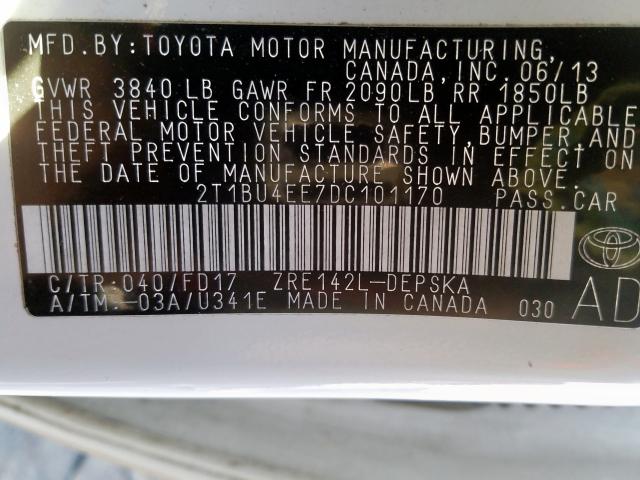 MFD.BY:TOYOTA MOTOR MANUFACTURING,
CANADA,INC. 06/13
GVWR 3840 LB GAWR FR 2090LB RR 1850LB
THIS VEHICLE CONFORMS TO ALL APPLICABLE
FEDERAL MOTOR VEHICLE SAFETY,BUMPER,AND
THEFT PREVENTION STANDARDS IN EFFECT ON
THE DATE OF MANUFACTURE SHOWN ABOVE.
2T1BU4EE7DC101170 PASS.CAR
C/TR:040/FD17 ZRE142L-DEPSKA
A/TM:-03A/U341E MADE IN CANADA 030 AD